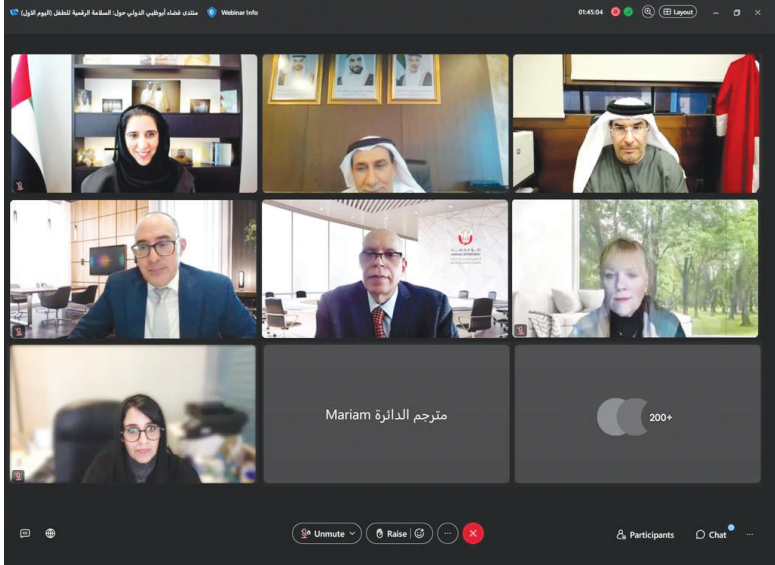 منتدى قضاء أبوظبي الدولي حول: السلامة الرقمية للطفل (اليوم الاول)
Webinar Info
01:45:04
Layout
مترجم الدائرة Mariam
200+
Unmute
Raise
Participants
Chat